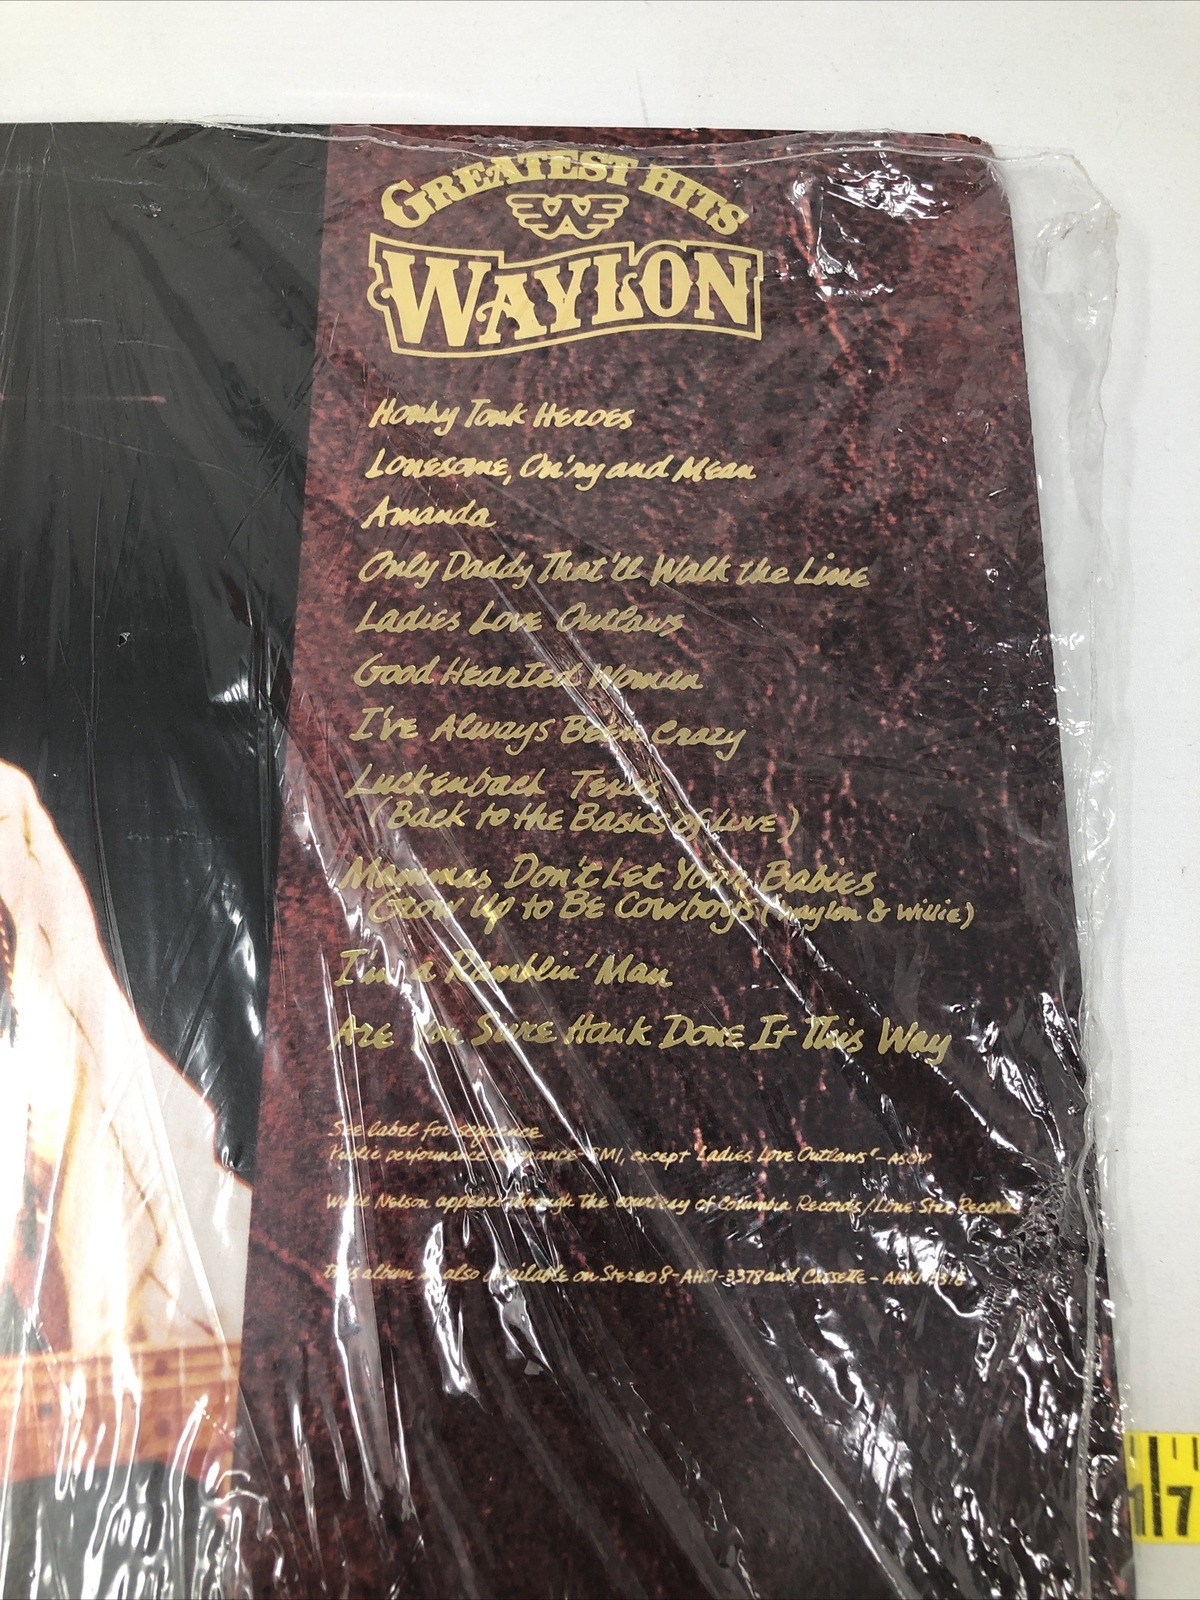 GREATEST HITS
W
WAYLON
Honky Tonk Heroes
Lonesome, On'ry and Mean
Amanda
Only Daddy That'll Walk the Line
Ladies Love Outlaws
Good Hearted Woman
I've Always Been Crazy
Luckenbach Texas
(Back to the Basics of Love)
Mammas Don't Let Your Babies
Grow Up to Be Cowboys (Waylon & Willie)
I'm a Ramblin' Man
Are You Sure Hank Done It This Way
See label for sequence
Public performance clearance-BMI, except "Ladies Love Outlaws"-ASCAP
Willie Nelson appears through the courtesy of Columbia Records/Lone Star Records
This album is also available on Stereo 8-AHS1-3378 and Cassette-AHK1-3378
7